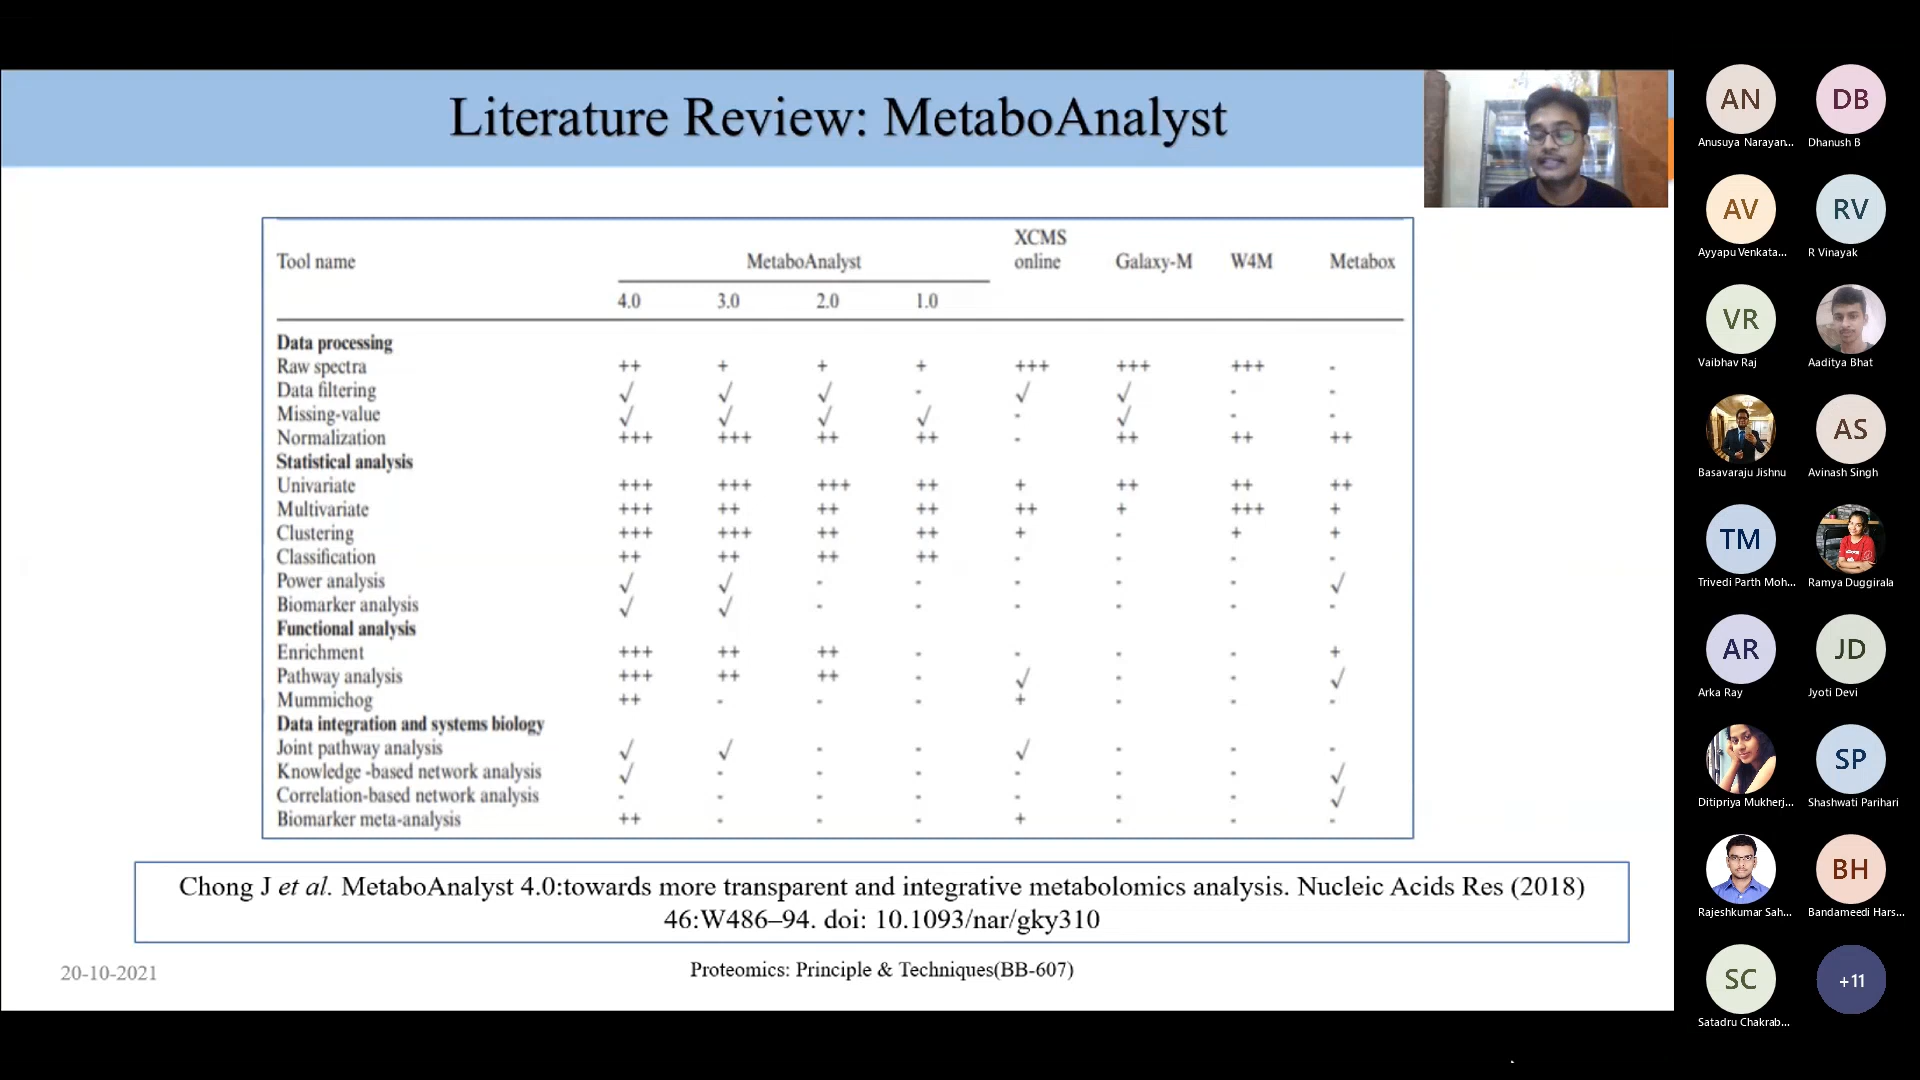 Literature Review: MetaboAnalyst
Tool name MetaboAnalyst XCMS online Galaxy-M W4M Metabox
4.0 3.0 2.0 1.0
Data processing
Raw spectra ++ + + + +++ +++ +++ -
Data filtering √ √ √ - √ √ - -
Missing-value √ √ √ √ - √ - -
Normalization +++ +++ ++ ++ - ++ ++ ++
Statistical analysis
Univariate +++ +++ +++ ++ + ++ ++ ++
Multivariate +++ ++ ++ ++ ++ + +++ +
Clustering +++ +++ ++ ++ + - + +
Classification ++ ++ ++ ++ - - - -
Power analysis √ √ - - - - - √
Biomarker analysis √ √ - - - - - -
Functional analysis
Enrichment +++ ++ ++ - - - - +
Pathway analysis +++ ++ ++ - √ - - √
Mummichog ++ - - - + - - -
Data integration and systems biology
Joint pathway analysis √ √ - - √ - - -
Knowledge -based network analysis √ - - - - - - √
Correlation-based network analysis - - - - - - - √
Biomarker meta-analysis ++ - - - + - - -
Chong J et al. MetaboAnalyst 4.0:towards more transparent and integrative metabolomics analysis. Nucleic Acids Res (2018)
46:W486–94. doi: 10.1093/nar/gky310
20-10-2021
Proteomics: Principle & Techniques(BB-607)
AN DB
Anusuya Narayan... Dhanush B
AV RV
Ayyapu Venkata... R Vinayak
VR
Vaibhav Raj Aaditya Bhat
AS
Basavaraju Jishnu Avinash Singh
TM
Trivedi Parth Moh... Ramya Duggirala
AR JD
Arka Ray Jyoti Devi
SP
Ditipriya Mukherj... Shashwati Parihari
BH
Rajeshkumar Sah... Bandameedi Hars...
SC +11
Satadru Chakrab...